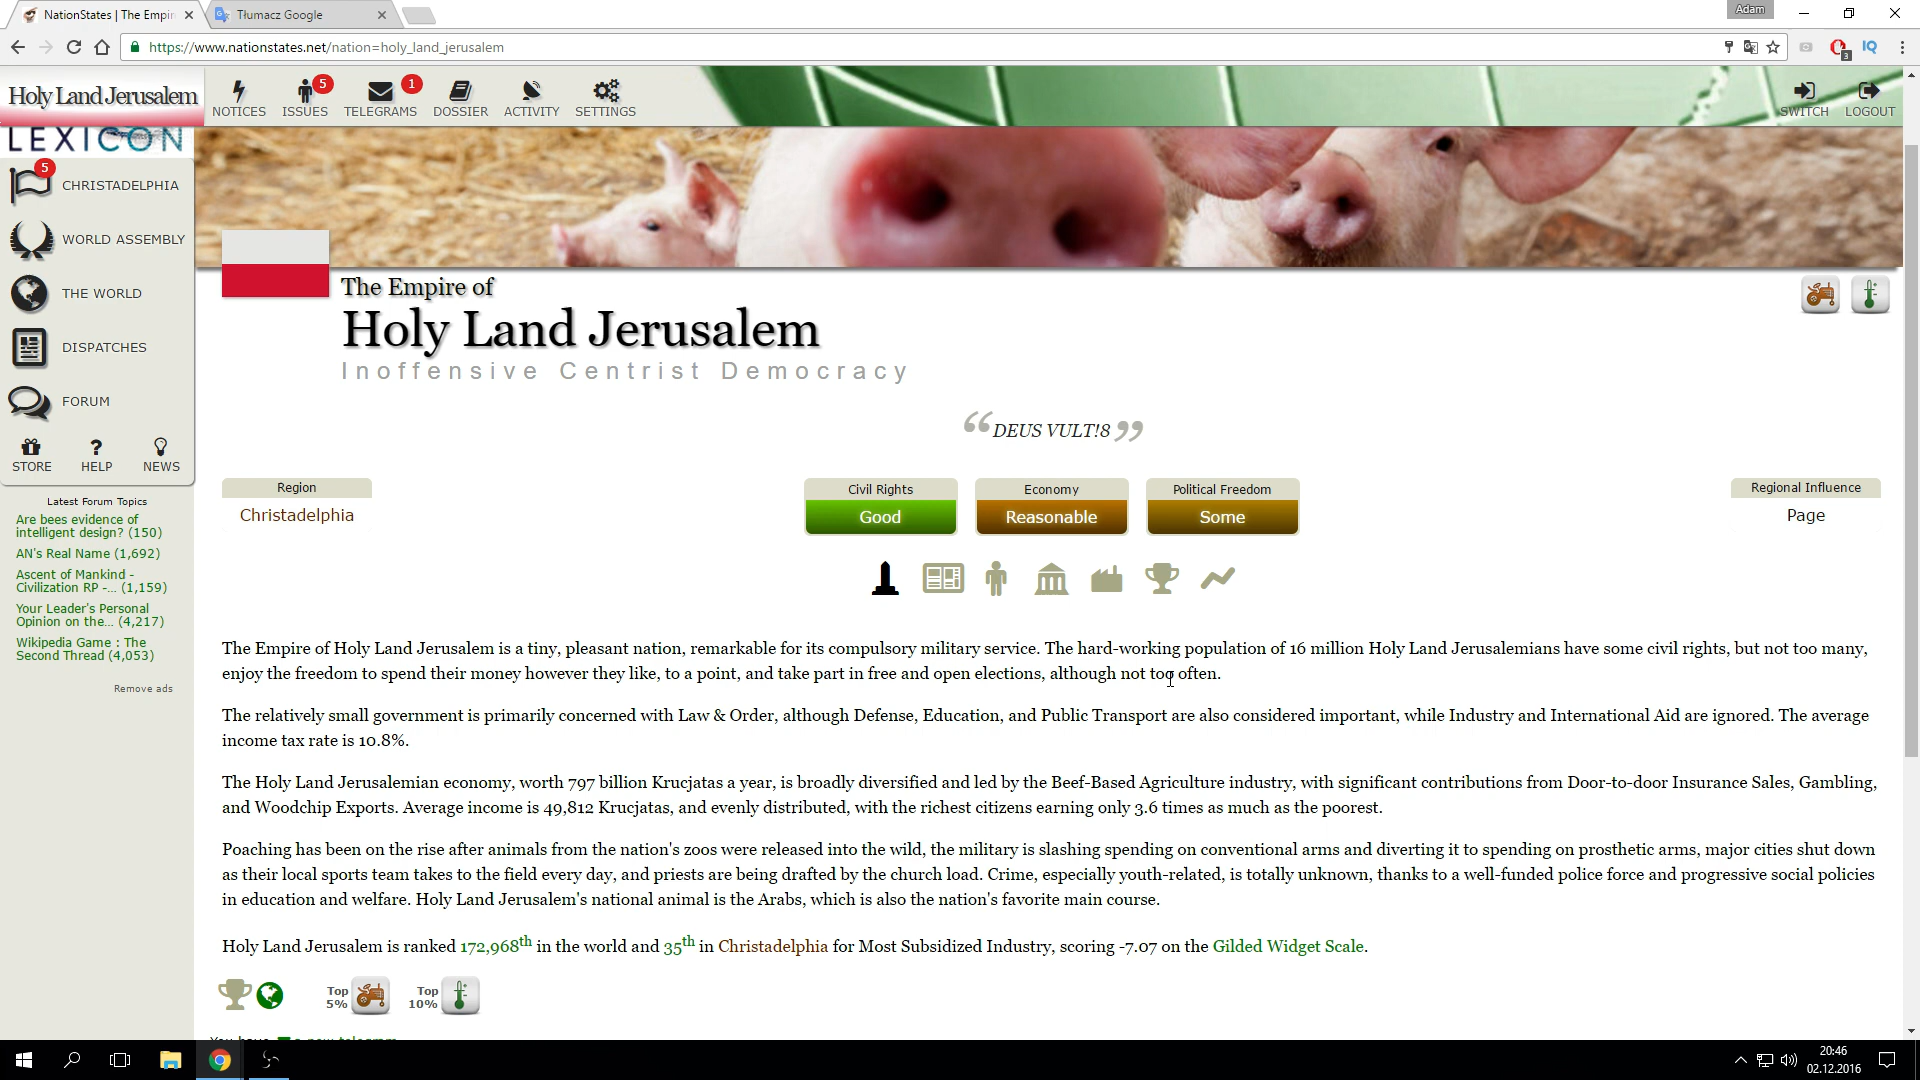 NationStates | The Empir
Tłumacz Google
Adam
https://www.nationstates.net/nation=holy_land_jerusalem
3
IQ
Holy Land Jerusalem
NOTICES
5
ISSUES
1
TELEGRAMS
DOSSIER
ACTIVITY
SETTINGS
SWITCH
LOGOUT
LEXICON
5
CHRISTADELPHIA
WORLD ASSEMBLY
THE WORLD
DISPATCHES
FORUM
STORE
HELP
NEWS
Latest Forum Topics
Are bees evidence of
intelligent design? (150)
AN's Real Name (1,692)
Ascent of Mankind -
Civilization RP -... (1,159)
Your Leader's Personal
Opinion on the... (4,217)
Wikipedia Game : The
Second Thread (4,053)
Remove ads
The Empire of
Holy Land Jerusalem
Inoffensive Centrist Democracy
“DEUS VULT!8”
Region
Christadelphia
Civil Rights
Good
Economy
Reasonable
Political Freedom
Some
Regional Influence
Page
The Empire of Holy Land Jerusalem is a tiny, pleasant nation, remarkable for its compulsory military service. The hard-working population of 16 million Holy Land Jerusalemians have some civil rights, but not too many,
enjoy the freedom to spend their money however they like, to a point, and take part in free and open elections, although not too often.
The relatively small government is primarily concerned with Law & Order, although Defense, Education, and Public Transport are also considered important, while Industry and International Aid are ignored. The average
income tax rate is 10.8%.
The Holy Land Jerusalemian economy, worth 797 billion Krucjatas a year, is broadly diversified and led by the Beef-Based Agriculture industry, with significant contributions from Door-to-door Insurance Sales, Gambling,
and Woodchip Exports. Average income is 49,812 Krucjatas, and evenly distributed, with the richest citizens earning only 3.6 times as much as the poorest.
Poaching has been on the rise after animals from the nation's zoos were released into the wild, the military is slashing spending on conventional arms and diverting it to spending on prosthetic arms, major cities shut down
as their local sports team takes to the field every day, and priests are being drafted by the church load. Crime, especially youth-related, is totally unknown, thanks to a well-funded police force and progressive social policies
in education and welfare. Holy Land Jerusalem's national animal is the Arabs, which is also the nation's favorite main course.
Holy Land Jerusalem is ranked 172,968th in the world and 35th in Christadelphia for Most Subsidized Industry, scoring -7.07 on the Gilded Widget Scale.
Top
5%
Top
10%
20:46
02.12.2016